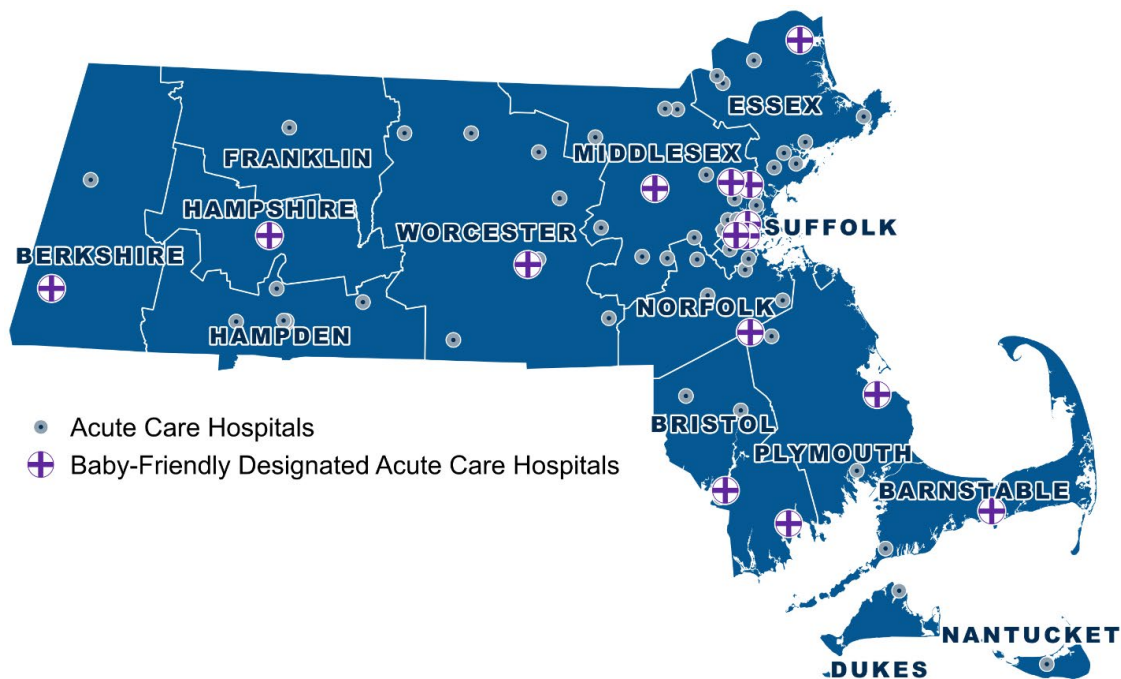 ESSEX
MIDDLESEX
FRANKLIN
HAMPSHIRE
SUFFOLK
WORCESTER
BERKSHIRE
NORFOLK
HAMPDEN
BRISTOL
PLYMOUTH
BARNSTABLE
NANTUCKET
DUKES
Acute Care Hospitals
Baby-Friendly Designated Acute Care Hospitals